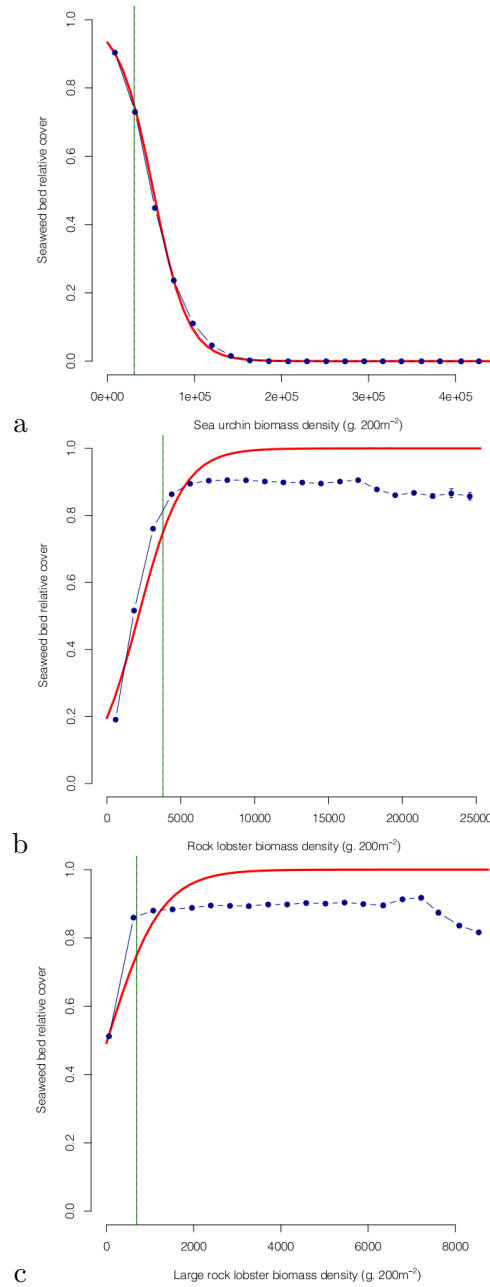 1.0
0.8
0.6
0.4
0.2
0.0
Seaweed bed relative cover
0e+00 1e+05 2e+05 3e+05 4e+05
a Sea urchin biomass density (g. 200m⁻²)
1.0
0.8
0.6
0.4
0.2
0.0
Seaweed bed relative cover
0 5000 10000 15000 20000 25000
b Rock lobster biomass density (g. 200m⁻²)
1.0
0.8
0.6
0.4
0.2
0.0
Seaweed bed relative cover
0 2000 4000 6000 8000
c Large rock lobster biomass density (g. 200m⁻²)